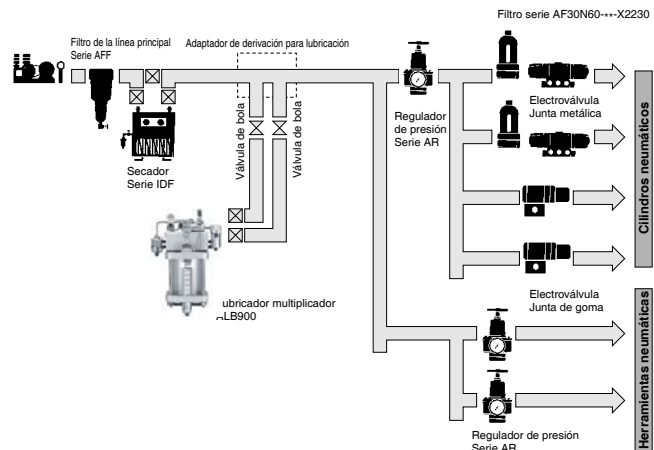 Filtro serie AF30N60-**-X2230
Filtro de la línea principal
Serie AFF
Adaptador de derivación para lubricación
Válvula de bola
Válvula de bola
Secador
Serie IDF
Regulador
de presión
Serie AR
Electroválvula
Junta metálica
Cilindros neumáticos
ubricador multiplicador
LB900
Electroválvula
Junta de goma
Herramientas neumáticas
Regulador de presión
Serie AR